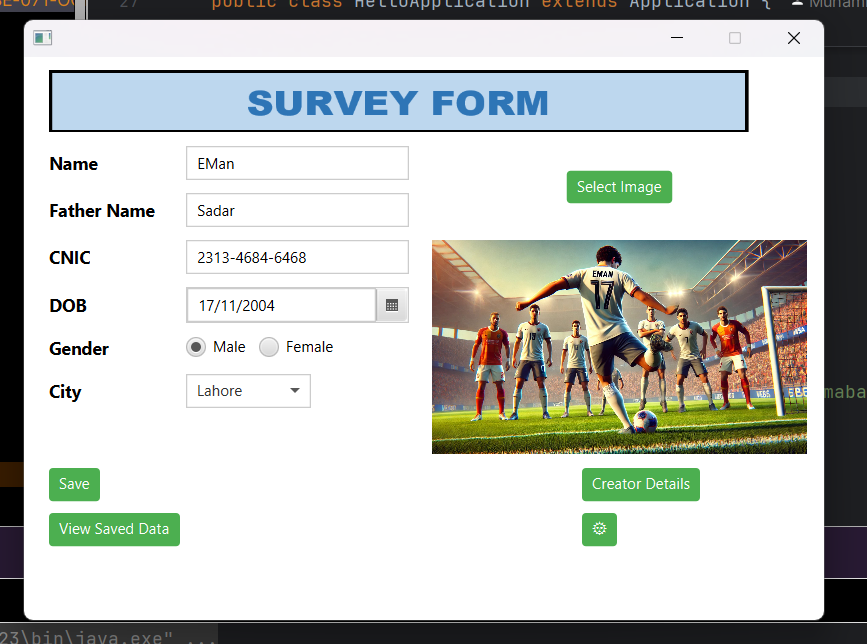 27 public class HelloApplication extends Application {
SURVEY FORM
Name EMan
Select Image
Father Name Sadar
CNIC 2313-4684-6468
EMAN
17
DOB 17/11/2004
Gender Male Female
City Lahore
Save
Creator Details
View Saved Data
23\bin\java.exe" ...